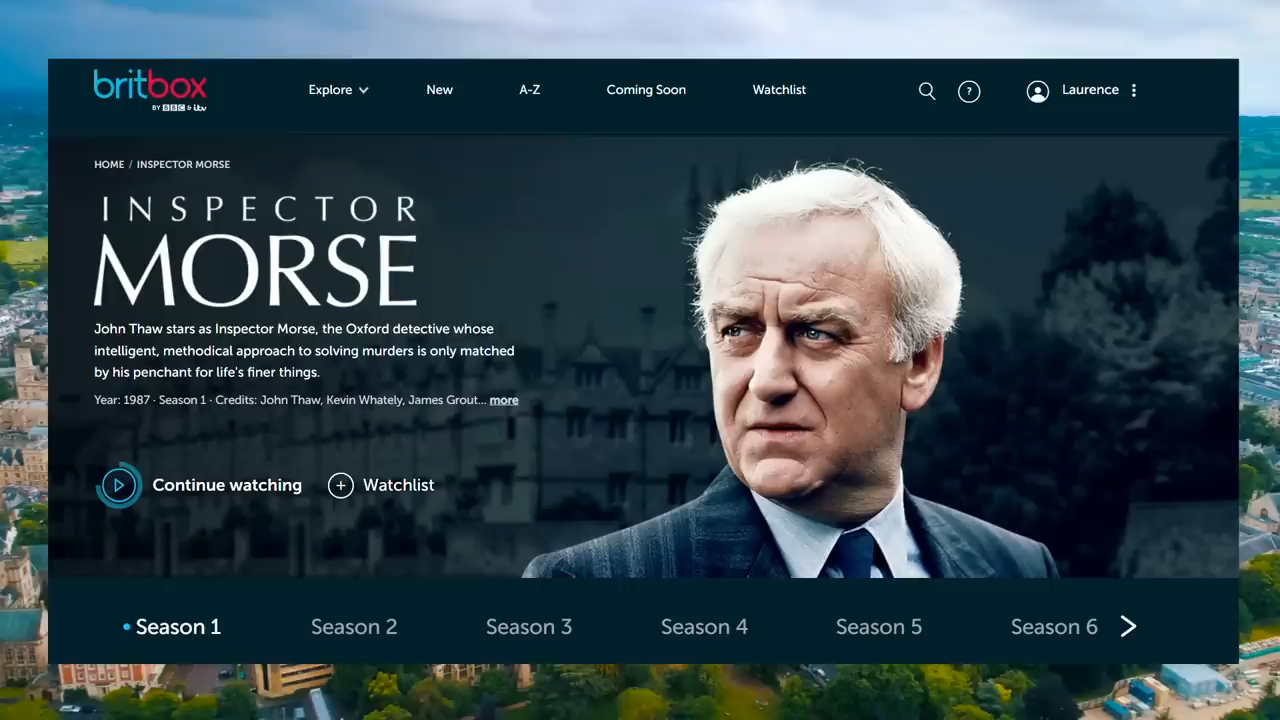 britbox
BY BBC & itv
Explore
New
A-Z
Coming Soon
Watchlist
?
Laurence
HOME / INSPECTOR MORSE
INSPECTOR
MORSE
John Thaw stars as Inspector Morse, the Oxford detective whose
intelligent, methodical approach to solving murders is only matched
by his penchant for life's finer things.
Year: 1987 · Season 1 · Credits: John Thaw, Kevin Whately, James Grout... more
Continue watching
Watchlist
Season 1
Season 2
Season 3
Season 4
Season 5
Season 6